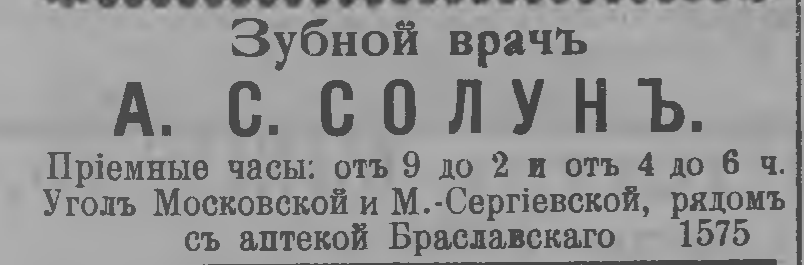 Зубной врачъ
А. С. СОЛУНЪ.
Пріемные часы: отъ 9 до 2 и отъ 4 до 6 ч.
Уголъ Московской и М.-Сергіевской, рядомъ
съ аптекой Браславскаго 1575